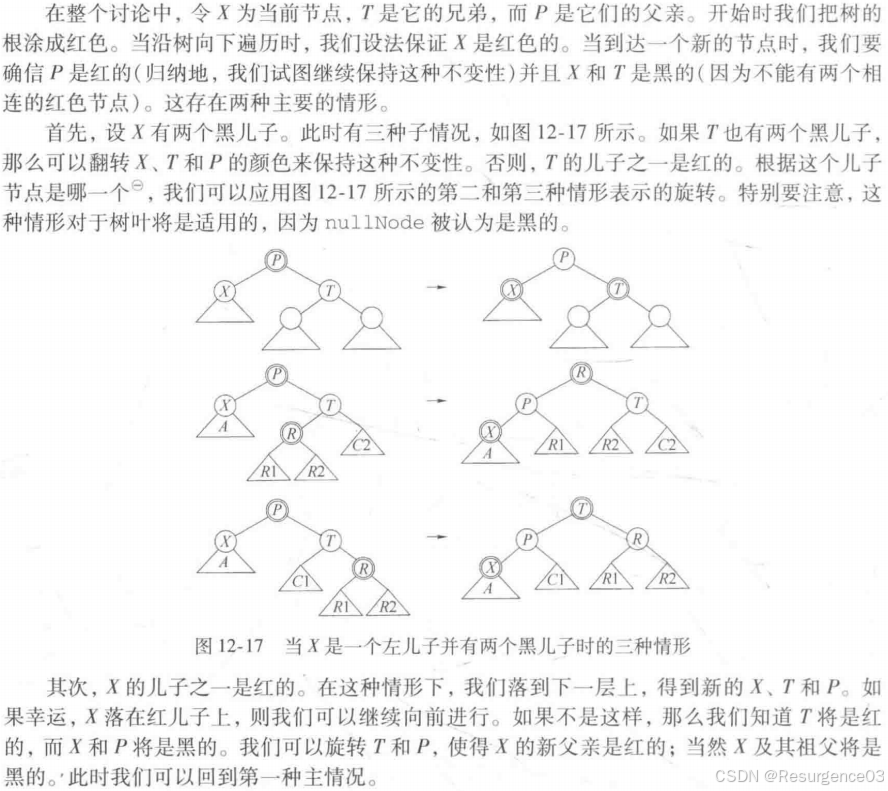 在整个讨论中，令 X 为当前节点，T 是它的兄弟，而 P 是它们的父亲。开始时我们把树的
根涂成红色。当沿树向下遍历时，我们设法保证 X 是红色的。当到达一个新的节点时，我们要
确信 P 是红的(归纳地，我们试图继续保持这种不变性)并且 X 和 T 是黑的(因为不能有两个相
连的红色节点)。这存在两种主要的情形。
首先，设 X 有两个黑儿子。此时有三种子情况，如图 12-17 所示。如果 T 也有两个黑儿子，
那么可以翻转 X、T 和 P 的颜色来保持这种不变性。否则，T 的儿子之一是红的。根据这个儿子
节点是哪一个㊀，我们可以应用图 12-17 所示的第二和第三种情形表示的旋转。特别要注意，这
种情形对于树叶将是适用的，因为 nullNode 被认为是黑的。
P P
X T → X T
P R
X T → P T
A R C2 X R1 R2 C2
R1 R2 A
P T
X T → P R
A C1 R X C1 R1 R2
R1 R2 A
图 12-17 当 X 是一个左儿子并有两个黑儿子时的三种情形
其次，X 的儿子之一是红的。在这种情形下，我们落到下一层上，得到新的 X、T 和 P。如
果幸运，X 落在红儿子上，则我们可以继续向前进行。如果不是这样，那么我们知道 T 将是红
的，而 X 和 P 将是黑的。我们可以旋转 T 和 P，使得 X 的新父亲是红的；当然 X 及其祖父将是
黑的。此时我们可以回到第一种主情况。
CSDN @Resurgence03